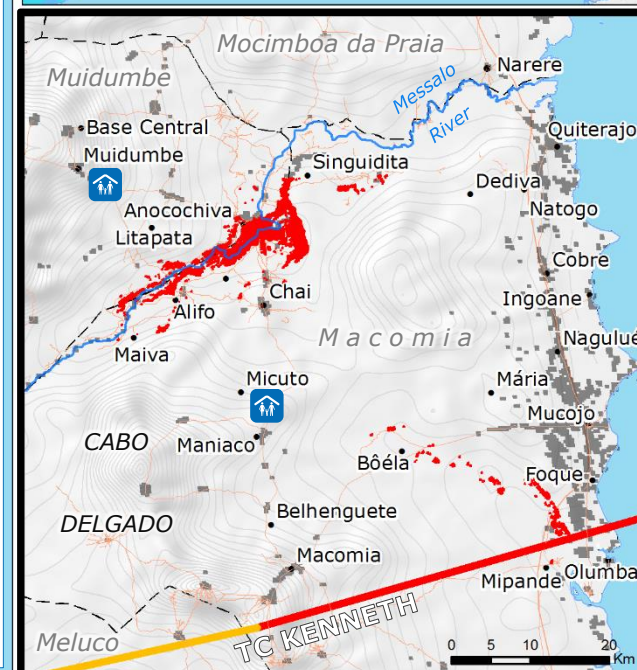 Mocimboa da Praia
Narere
Muidumbe
Messalo
River
Base Central
Quiterajo
Muidumbe
Singuidita
Dediva
Anocochiva
Natogo
Litapata
Cobre
Chai
Ingoane
Alifo
Macomia
Nagulué
Maiva
Micuto
Mária
Mucojo
CABO
Maniaco
Bôéla
Foque
DELGADO
Belhenguete
Macomia
Mipande
Olumba
TC KENNETH
Meluco
0 5 10 20
Km